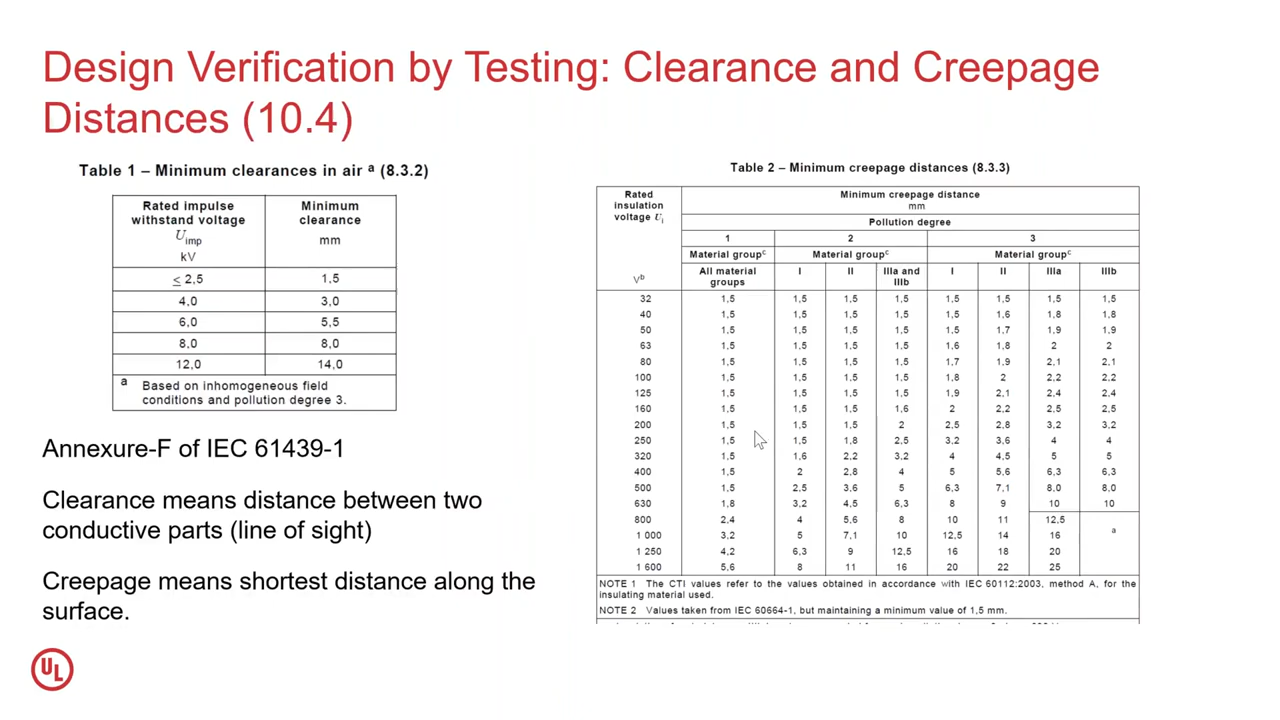 Design Verification by Testing: Clearance and Creepage
Distances (10.4)
Table 1 – Minimum clearances in air a (8.3.2)
Rated impulse withstand voltage Uimp kV | Minimum clearance mm
≤ 2,5 1,5
4,0 3,0
6,0 5,5
8,0 8,0
12,0 14,0
a Based on inhomogeneous field
conditions and pollution degree 3.
Annexure-F of IEC 61439-1
Clearance means distance between two
conductive parts (line of sight)
Creepage means shortest distance along the
surface.
UL
Table 2 – Minimum creepage distances (8.3.3)
Rated insulation voltage Ui
Minimum creepage distance
mm
Pollution degree
1 2 3
Material groupc Material groupc Material groupc
Vb All material groups I II IIIa and IIIb I II IIIa IIIb
32 1,5 1,5 1,5 1,5 1,5 1,5 1,5 1,5
40 1,5 1,5 1,5 1,5 1,5 1,6 1,8 1,8
50 1,5 1,5 1,5 1,5 1,5 1,7 1,9 1,9
63 1,5 1,5 1,5 1,5 1,6 1,8 2 2
80 1,5 1,5 1,5 1,5 1,7 1,9 2,1 2,1
100 1,5 1,5 1,5 1,5 1,8 2 2,2 2,2
125 1,5 1,5 1,5 1,5 1,9 2,1 2,4 2,4
160 1,5 1,5 1,5 1,6 2 2,2 2,5 2,5
200 1,5 1,5 1,5 2 2,5 2,8 3,2 3,2
250 1,5 1,5 1,8 2,5 3,2 3,6 4 4
320 1,5 1,6 2,2 3,2 4 4,5 5 5
400 1,5 2 2,8 4 5 5,6 6,3 6,3
500 1,5 2,5 3,6 5 6,3 7,1 8,0 8,0
630 1,8 3,2 4,5 6,3 8 9 10 10
800 2,4 4 5,6 8 10 11 12,5 a
1 000 3,2 5 7,1 10 12,5 14 16
1 250 4,2 6,3 9 12,5 16 18 20
1 600 5,6 8 11 16 20 22 25
NOTE 1 The CTI values refer to the values obtained in accordance with IEC 60112:2003, method A, for the
insulating material used.
NOTE 2 Values taken from IEC 60664-1, but maintaining a minimum value of 1,5 mm.